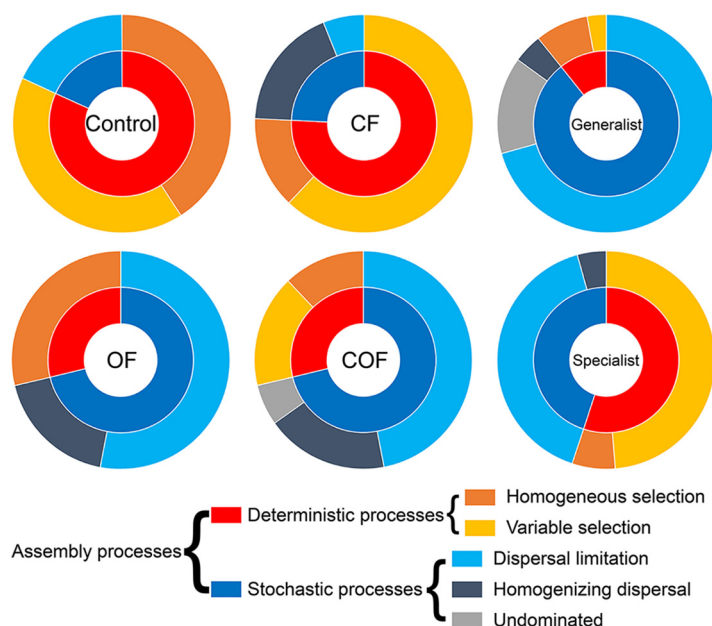 Control
CF
Generalist
OF
COF
Specialist
Assembly processes
Deterministic processes
Homogeneous selection
Variable selection
Stochastic processes
Dispersal limitation
Homogenizing dispersal
Undominated